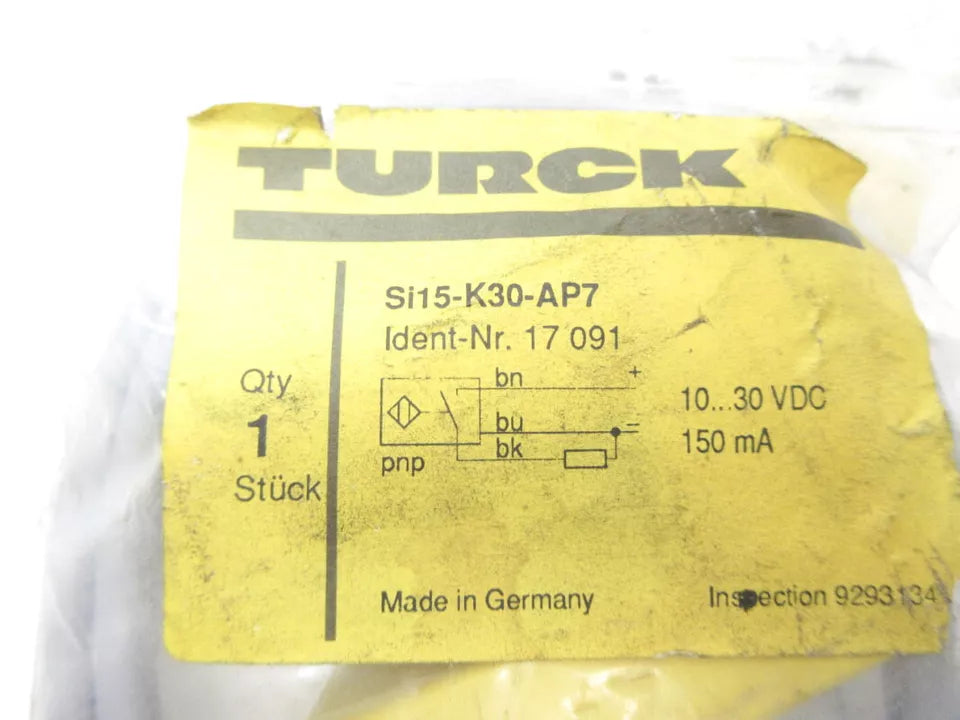 TURCK
Si15-K30-AP7
Ident-Nr. 17 091
Qty
1
Stück
bn
+
bu
=
bk
pnp
10...30 VDC
150 mA
Made in Germany
Inspection 9293134